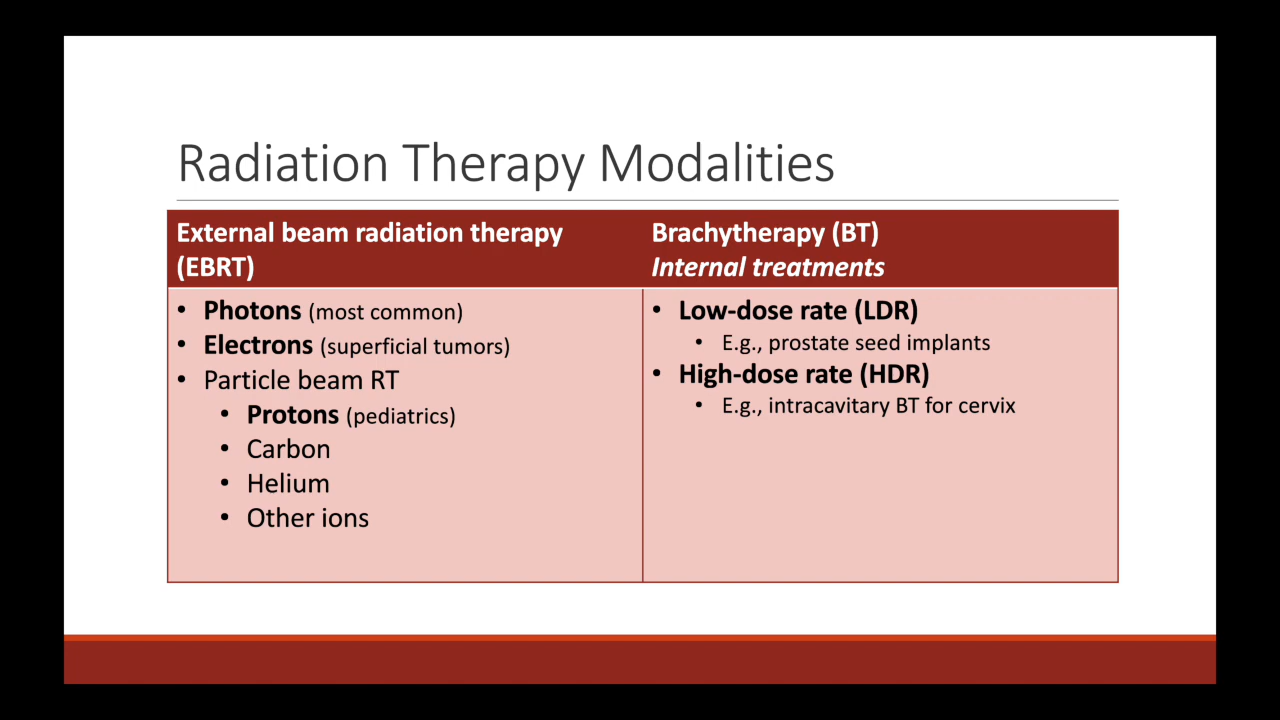 Radiation Therapy Modalities
External beam radiation therapy
(EBRT)
• Photons (most common)
• Electrons (superficial tumors)
• Particle beam RT
• Protons (pediatrics)
• Carbon
• Helium
• Other ions
Brachytherapy (BT)
Internal treatments
• Low-dose rate (LDR)
• E.g., prostate seed implants
• High-dose rate (HDR)
• E.g., intracavitary BT for cervix